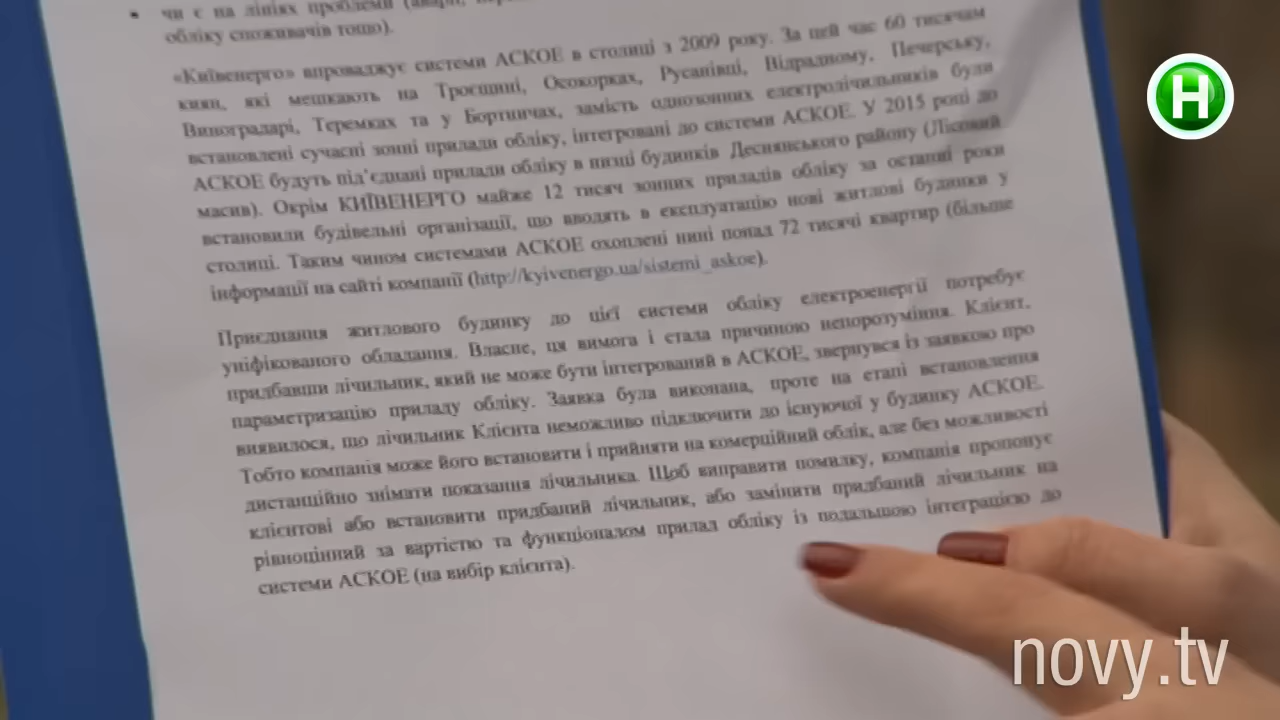 чи є на лініях проблеми (аварії,
обліку споживачів тощо).
«Київенерго» впроваджує системи АСКОЕ в столиці з 2009 року. За цей час 60 тисячам
киян, які мешкають на Троєщині, Осокорках, Русанівці, Відрадному, Печерську,
Виноградарі, Теремках та у Бортничах, замість однозонних електролічильників були
встановлені сучасні зонні прилади обліку, інтегровані до системи АСКОЕ. У 2015 році до
АСКОЕ будуть під’єднані прилади обліку в низці будинків Деснянського району (Лісовий
масив). Окрім КИЇВЕНЕРГО майже 12 тисяч зонних приладів обліку за останні роки
встановили будівельні організації, що вводять в експлуатацію нові житлові будинки у
столиці. Таким чином системами АСКОЕ охоплені нині понад 72 тисячі квартир (більше
інформації на сайті компанії (http://kyivenergo.ua/sistemi_askoe).
Приєднання житлового будинку до цієї системи обліку електроенергії потребує
уніфікованого обладання. Власне, ця вимога і стала причиною непорозуміння. Клієнт,
придбавши лічильник, який не може бути інтегрований в АСКОЕ, звернувся із заявкою про
параметризацію приладу обліку. Заявка була виконана, проте на етапі встановлення
виявилося, що лічильник Клієнта неможливо підключити до існуючої у будинку АСКОЕ.
Тобто компанія може його встановити і прийняти на комерційний облік, але без можливості
дистанційно знімати показання лічильника. Щоб виправити помилку, компанія пропонує
клієнтові або встановити придбаний лічильник, або замінити придбаний лічильник на
рівноцінний за вартістю та функціоналом прилад обліку із подальшою інтеграцією до
системи АСКОЕ (на вибір клієнта).
Н
novy.tv